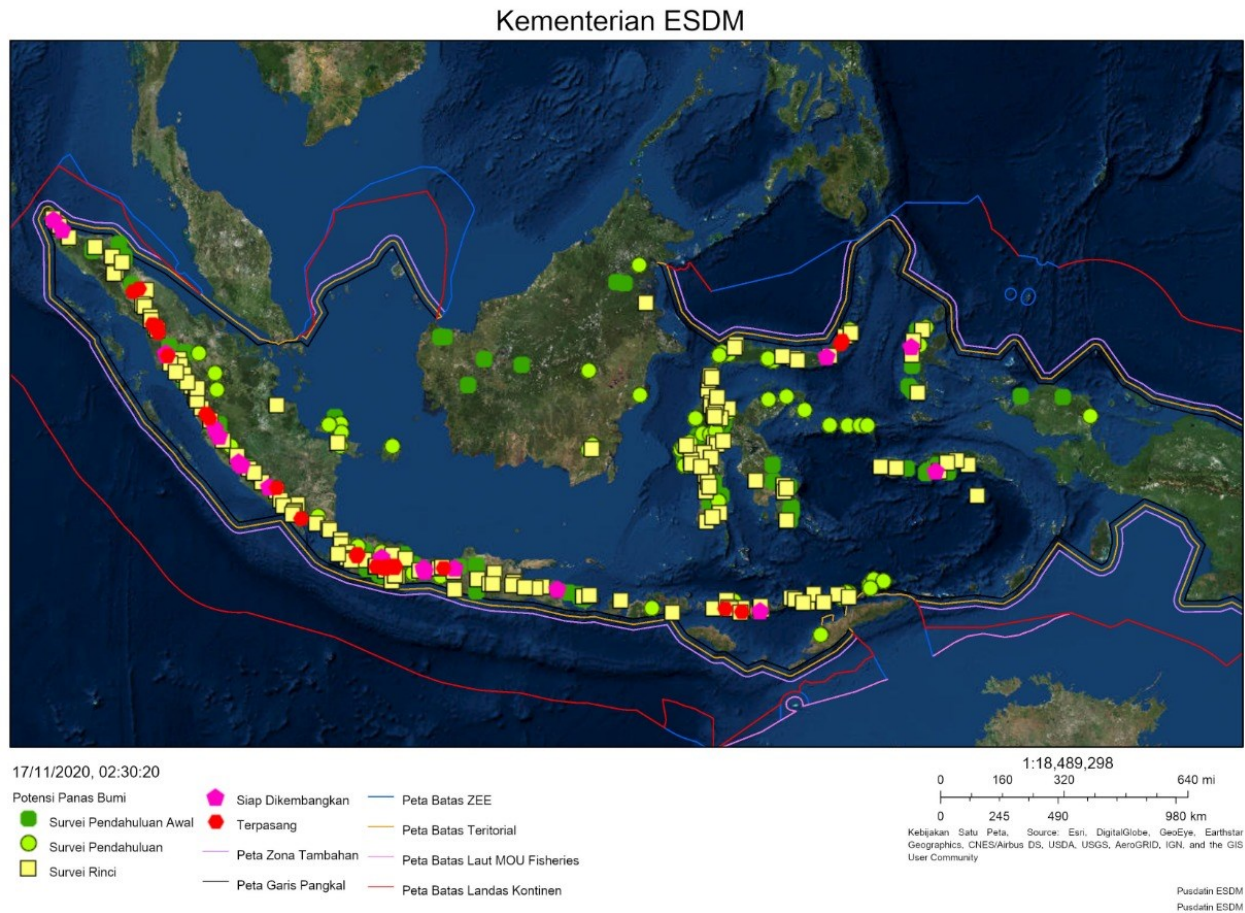 Kementerian ESDM
17/11/2020, 02:30:20
Potensi Panas Bumi
Survei Pendahuluan Awal
Survei Pendahuluan
Survei Rinci
Siap Dikembangkan
Terpasang
Peta Zona Tambahan
Peta Garis Pangkal
Peta Batas ZEE
Peta Batas Teritorial
Peta Batas Laut MOU Fisheries
Peta Batas Landas Kontinen
1:18,489,298
0 160 320 640 mi
0 245 490 980 km
Kebijakan Satu Peta, Source: Esri, DigitalGlobe, GeoEye, Earthstar
Geographics, CNES/Airbus DS, USDA, USGS, AeroGRID, IGN, and the GIS
User Community
Pusdatin ESDM
Pusdatin ESDM